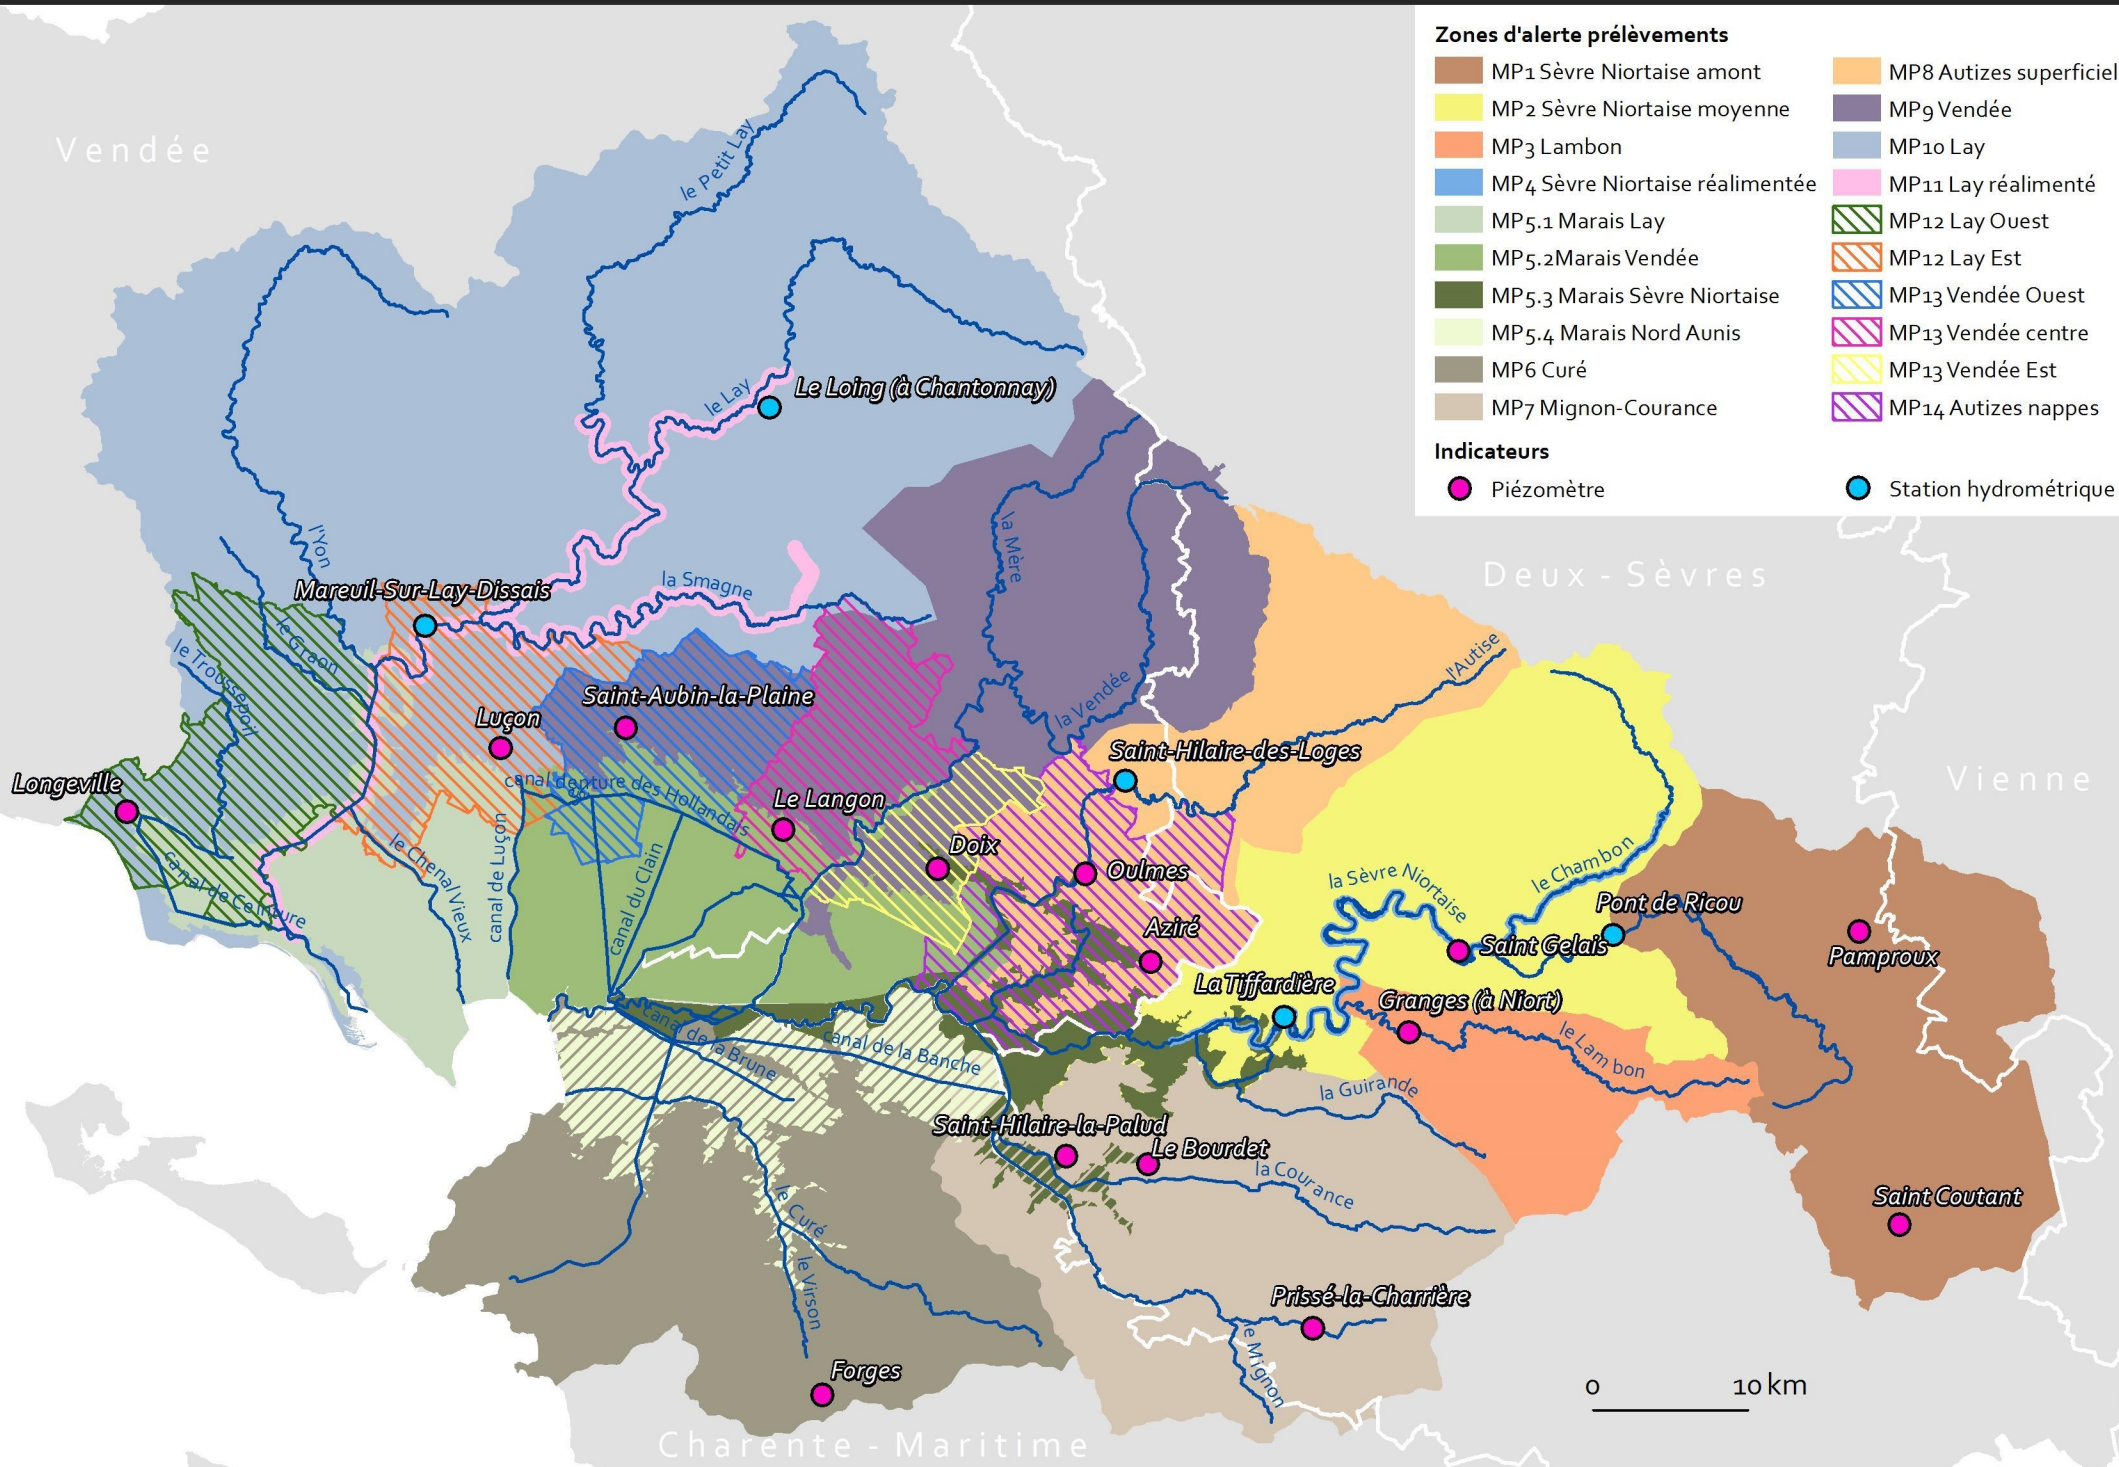 Zones d'alerte prélèvements
MP1 Sèvre Niortaise amont
MP2 Sèvre Niortaise moyenne
MP3 Lambon
MP4 Sèvre Niortaise réalimentée
MP5.1 Marais Lay
MP5.2Marais Vendée
MP5.3 Marais Sèvre Niortaise
MP5.4 Marais Nord Aunis
MP6 Curé
MP7 Mignon-Courance
MP8 Autizes superficiel
MP9 Vendée
MP10 Lay
MP11 Lay réalimenté
MP12 Lay Ouest
MP12 Lay Est
MP13 Vendée Ouest
MP13 Vendée centre
MP13 Vendée Est
MP14 Autizes nappes
Indicateurs
Piézomètre
Station hydrométrique
Vendée
le Petit Lay
le Lay
Le Loing (à Chantonnay)
l'Yon
la Mère
la Smagne
Mareuil-Sur-Lay-Dissais
Deux - Sèvres
le Graon
le Troussepoil
l'Autise
Saint-Aubin-la-Plaine
la Vendée
Luçon
Saint-Hilaire-des-Loges
Vienne
Longeville
canal de
nture des Hollandais
Le Langon
Doix
Oulmes
le Chenal Vieux
canal de Luçon
canal du Clain
canal de Ceinture
la Sèvre Niortaise
le Chambon
Pont de Ricou
Aziré
Saint Gelais
Pamproux
La Tiffardière
Granges (à Niort)
canal de la Brune
canal de la Banche
le Lam bon
la Guirande
Saint-Hilaire-la-Palud
Le Bourdet
la Courance
le Curé
Saint Coutant
le Virson
Prissé-la-Charrière
le Mignon
Forges
0 10 km
Charente - Maritime